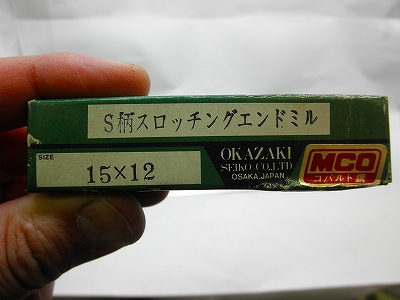 S柄スロッチングエンドミル
SIZE
15×12
OKAZAKI
SEIKO CO.,LTD
OSAKA,JAPAN
MCO
コバルト鋼